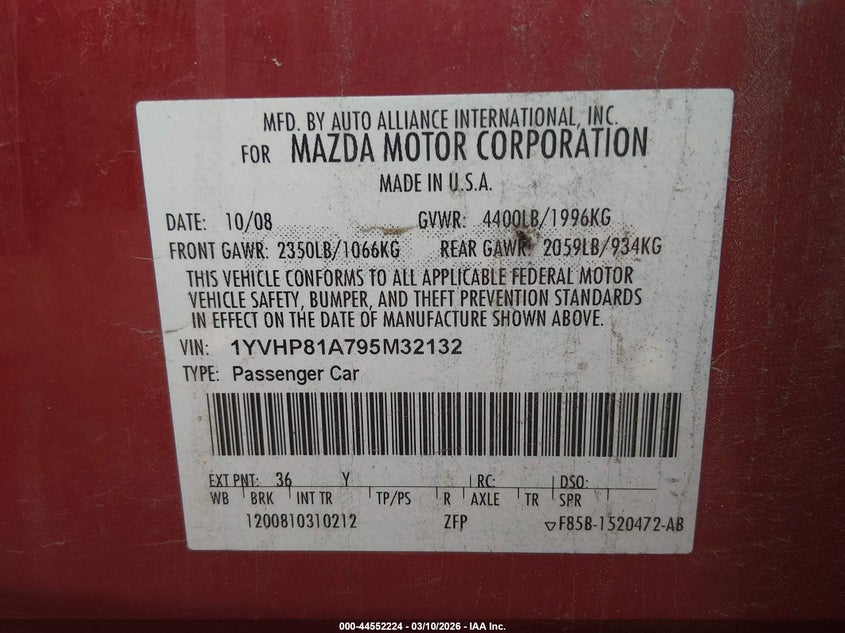 MFD. BY AUTO ALLIANCE INTERNATIONAL, INC.
FOR MAZDA MOTOR CORPORATION
MADE IN U.S.A.
DATE: 10/08 GVWR: 4400LB/1996KG
FRONT GAWR: 2350LB/1066KG REAR GAWR: 2059LB/934KG
THIS VEHICLE CONFORMS TO ALL APPLICABLE FEDERAL MOTOR
VEHICLE SAFETY, BUMPER, AND THEFT PREVENTION STANDARDS
IN EFFECT ON THE DATE OF MANUFACTURE SHOWN ABOVE.
VIN: 1YVHP81A795M32132
TYPE: Passenger Car
EXT PNT: 36 Y RC: DSO:
WB BRK INT TR TP/PS R AXLE TR SPR
1200810310212 ZFP ▽F85B-1520472-AB
000-44552224 - 03/10/2026 - IAA Inc.